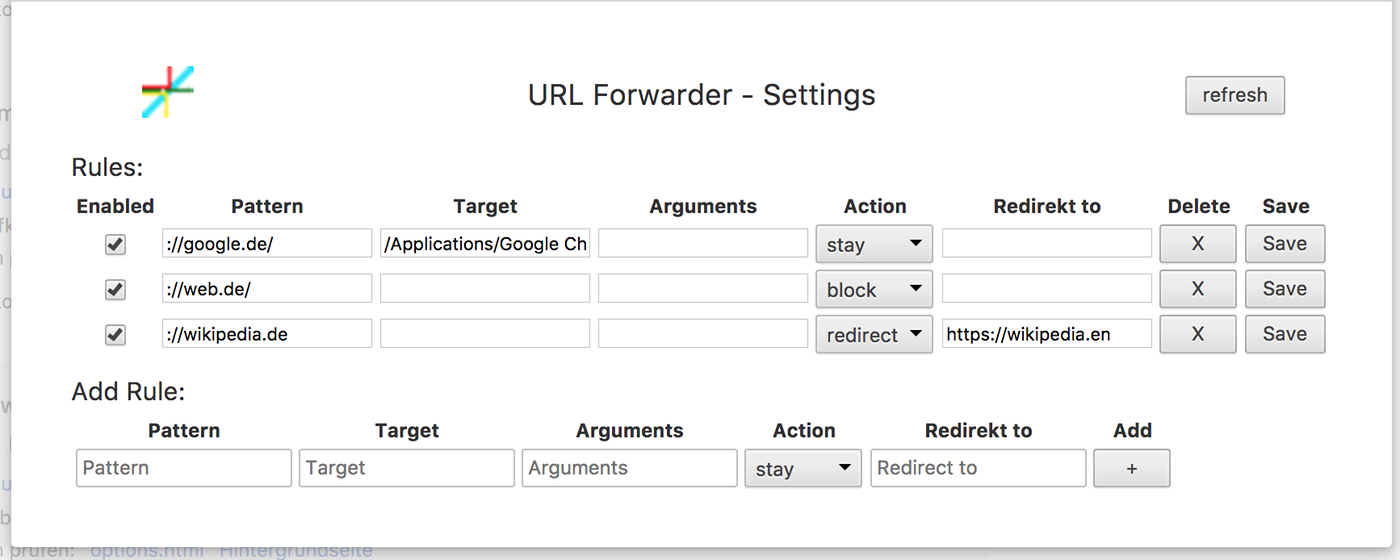 URL Forwarder - Settings
refresh
Rules:
Enabled Pattern Target Arguments Action Redirekt to Delete Save
://google.de/ /Applications/Google Ch stay X Save
://web.de/ block X Save
://wikipedia.de redirect https://wikipedia.en X Save
Add Rule:
Pattern Target Arguments Action Redirekt to Add
Pattern Target Arguments stay Redirect to +
prüfen: options.html Hintergrundseite